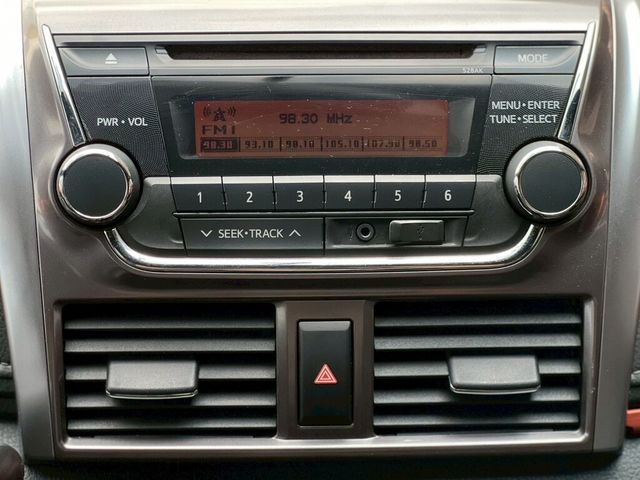 MODE
528AK
PWR • VOL
MENU • ENTER
TUNE • SELECT
98.30 MHz
FM1
98.30 93.10 98.10 105.10 107.90 98.50
1 2 3 4 5 6
SEEK • TRACK